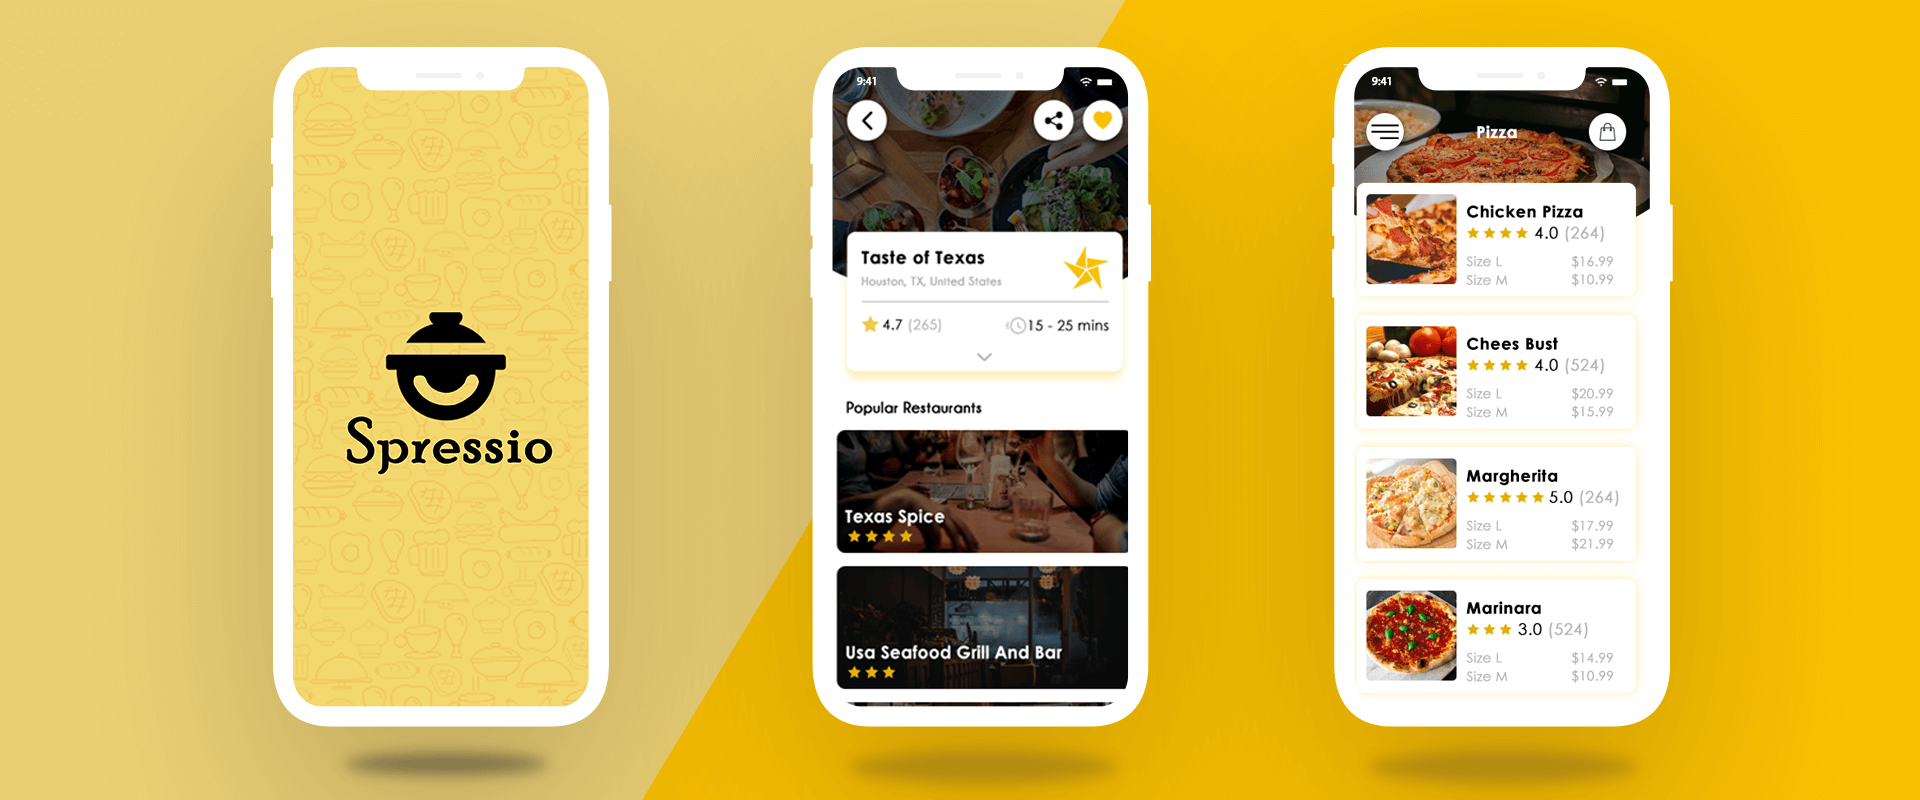 Spressio
9:41
Taste of Texas
Houston, TX, United States
4.7 (265)
15 - 25 mins
Popular Restaurants
Texas Spice
Usa Seafood Grill And Bar
9:41
Pizza
Chicken Pizza
4.0 (264)
Size L $16.99
Size M $10.99
Chees Bust
4.0 (524)
Size L $20.99
Size M $15.99
Margherita
5.0 (264)
Size L $17.99
Size M $21.99
Marinara
3.0 (524)
Size L $14.99
Size M $10.99